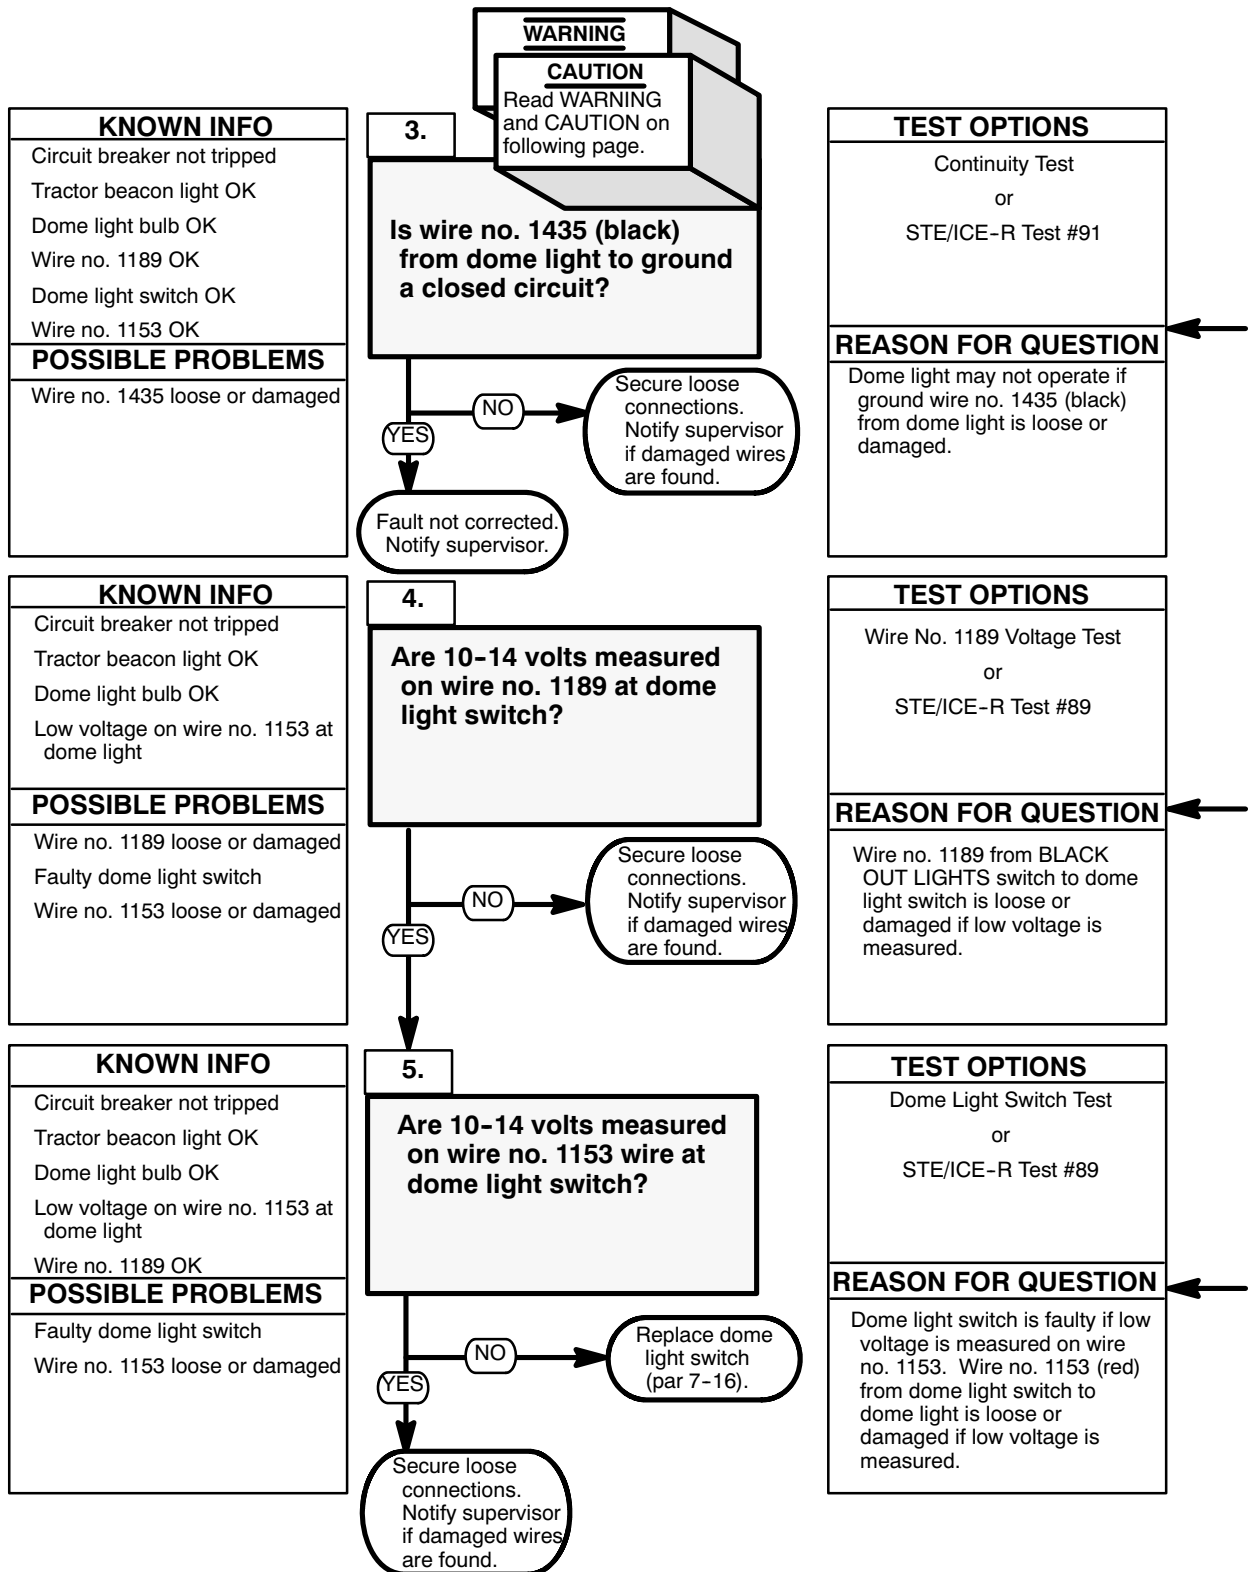 WARNING
CAUTION
Read WARNING
and CAUTION on
following page.
KNOWN INFO
Circuit breaker not tripped
Tractor beacon light OK
Dome light bulb OK
Wire no. 1189 OK
Dome light switch OK
Wire no. 1153 OK
POSSIBLE PROBLEMS
Wire no. 1435 loose or damaged
3.
Is wire no. 1435 (black)
from dome light to ground
a closed circuit?
NO
Secure loose
connections.
Notify supervisor
if damaged wires
are found.
YES
Fault not corrected.
Notify supervisor.
TEST OPTIONS
Continuity Test
or
STE/ICE-R Test #91
REASON FOR QUESTION
Dome light may not operate if
ground wire no. 1435 (black)
from dome light is loose or
damaged.
KNOWN INFO
Circuit breaker not tripped
Tractor beacon light OK
Dome light bulb OK
Low voltage on wire no. 1153 at
dome light
POSSIBLE PROBLEMS
Wire no. 1189 loose or damaged
Faulty dome light switch
Wire no. 1153 loose or damaged
4.
Are 10-14 volts measured
on wire no. 1189 at dome
light switch?
NO
Secure loose
connections.
Notify supervisor
if damaged wires
are found.
YES
TEST OPTIONS
Wire No. 1189 Voltage Test
or
STE/ICE-R Test #89
REASON FOR QUESTION
Wire no. 1189 from BLACK
OUT LIGHTS switch to dome
light switch is loose or
damaged if low voltage is
measured.
KNOWN INFO
Circuit breaker not tripped
Tractor beacon light OK
Dome light bulb OK
Low voltage on wire no. 1153 at
dome light
Wire no. 1189 OK
POSSIBLE PROBLEMS
Faulty dome light switch
Wire no. 1153 loose or damaged
5.
Are 10-14 volts measured
on wire no. 1153 wire at
dome light switch?
NO
Replace dome
light switch
(par 7-16).
YES
Secure loose
connections.
Notify supervisor
if damaged wires
are found.
TEST OPTIONS
Dome Light Switch Test
or
STE/ICE-R Test #89
REASON FOR QUESTION
Dome light switch is faulty if low
voltage is measured on wire
no. 1153. Wire no. 1153 (red)
from dome light switch to
dome light is loose or
damaged if low voltage is
measured.